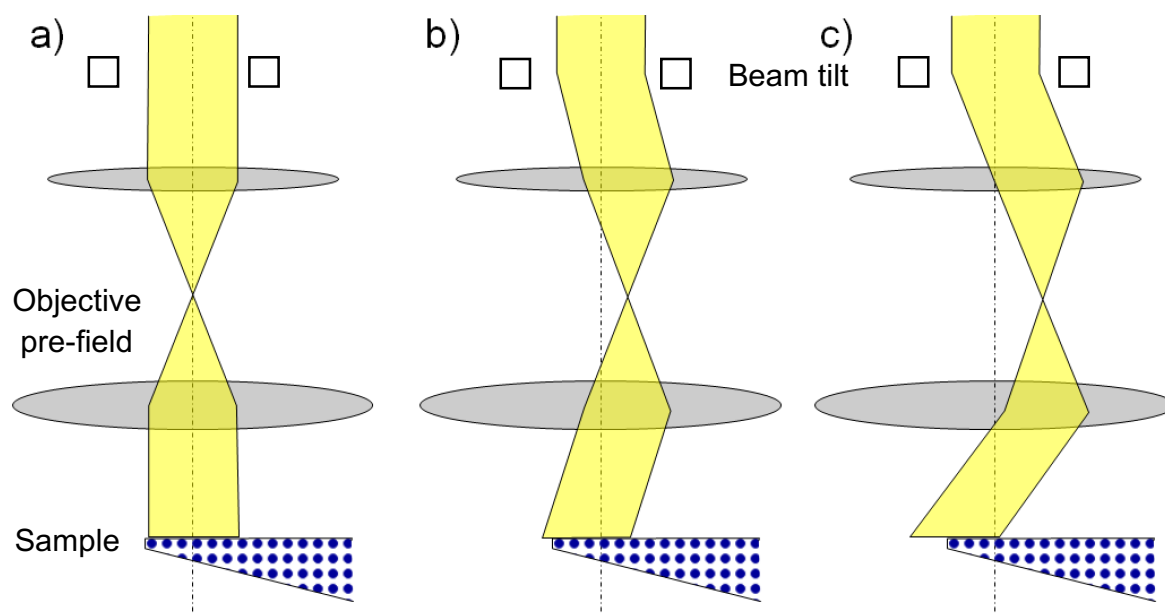 a)
b)
c)
Beam tilt
Objective
pre-field
Sample